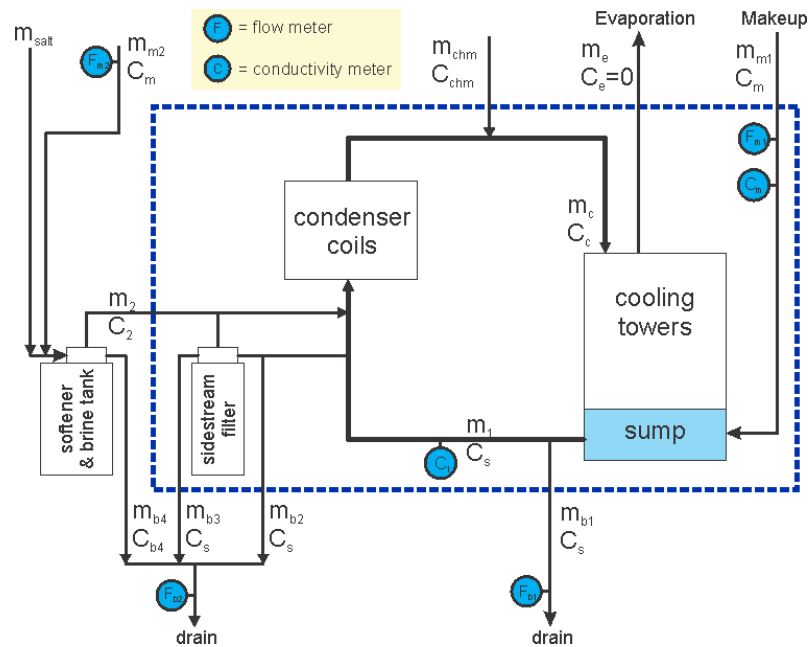 F = flow meter
C = conductivity meter
m_salt
m_m2
C_m
F_m2
m_chm
C_chm
Evaporation
m_e
C_e=0
Makeup
m_m1
C_m
F_m1
C_m
condenser
coils
m_c
C_c
cooling
towers
sump
m_2
C_2
softener
& brine tank
sidestream
filter
m_1
C_s
C_1
m_b4
C_b4
m_b3
C_s
m_b2
C_s
m_b1
C_s
F_b2
F_b1
drain
drain